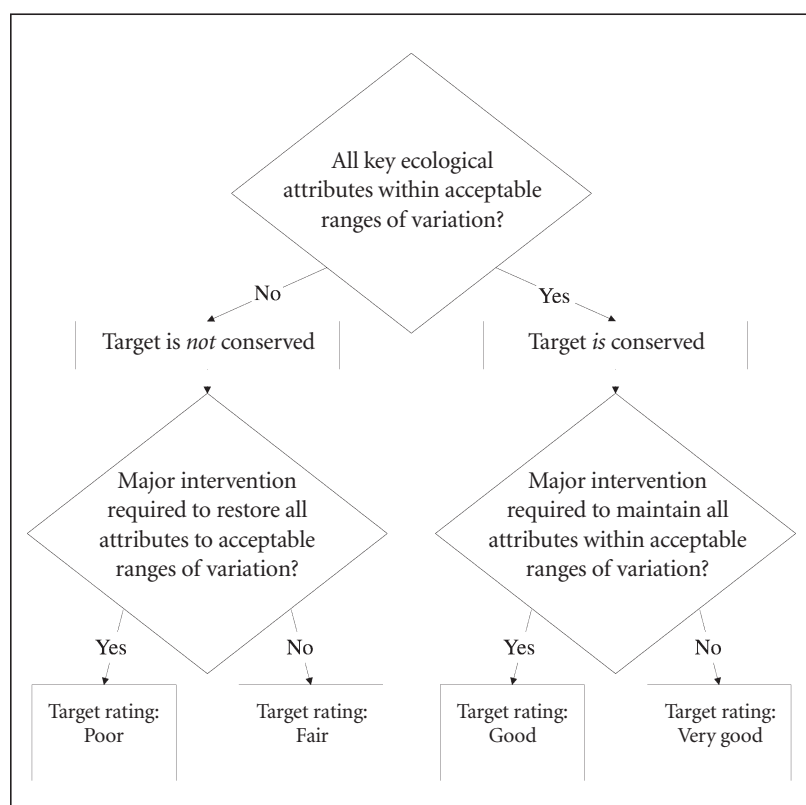 All key ecological
attributes within acceptable
ranges of variation?
No
Yes
Target is not conserved
Target is conserved
Major intervention
required to restore all
attributes to acceptable
ranges of variation?
Major intervention
required to maintain all
attributes within acceptable
ranges of variation?
Yes
No
Yes
No
Target rating:
Poor
Target rating:
Fair
Target rating:
Good
Target rating:
Very good